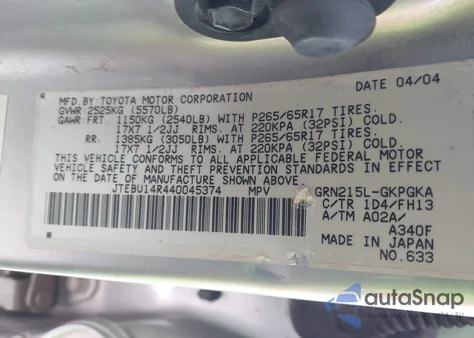 DATE 04/04
MFD.BY TOYOTA MOTOR CORPORATION
GVWR 2525KG (5570LB)
GAWR FRT. 1150KG (2540LB) WITH P265/65R17 TIRES.
17X7 1/2JJ RIMS. AT 220KPA (32PSI) COLD.
RR. 1385KG (3050LB) WITH P265/65R17 TIRES.
17X7 1/2JJ RIMS. AT 220KPA (32PSI) COLD.
THIS VEHICLE CONFORMS TO ALL APPLICABLE FEDERAL MOTOR
VEHICLE SAFETY AND BUMPER STANDARDS IN EFFECT ON THE
DATE OF MANUFACTURE SHOWN ABOVE.
JTEBU14R440045374 MPV GRN215L-GKPGKA
C/TR 1D4/FH13
A/TM A02A/
A340F
MADE IN JAPAN
NO.633
autoSnap